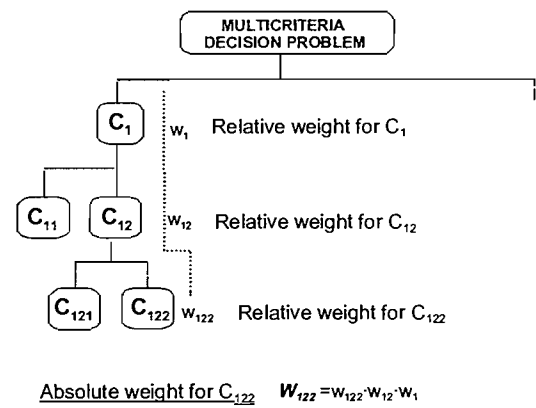 MULTICRITERIA
DECISION PROBLEM
C₁
w₁ Relative weight for C₁
C₁₁ C₁₂ w₁₂ Relative weight for C₁₂
C₁₂₁ C₁₂₂ w₁₂₂ Relative weight for C₁₂₂
Absolute weight for C₁₂₂ W₁₂₂ =w₁₂₂·w₁₂·w₁